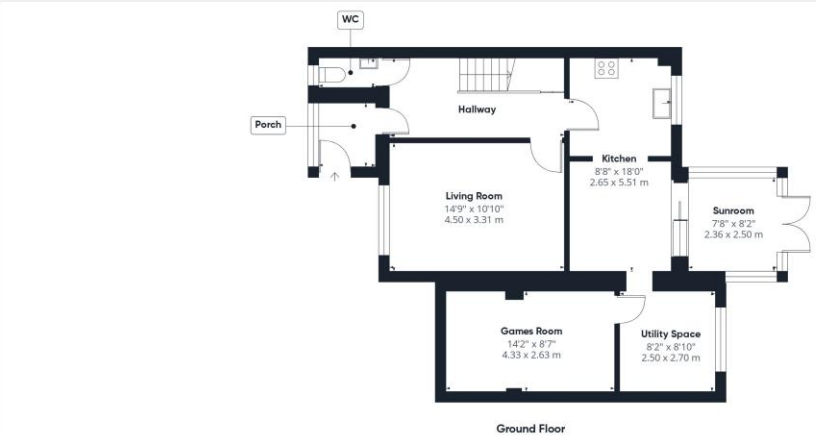 WC
Porch
Hallway
Kitchen
8'8" x 18'0"
2.65 x 5.51 m
Living Room
14'9" x 10'10"
4.50 x 3.31 m
Sunroom
7'8" x 8'2"
2.36 x 2.50 m
Games Room
14'2" x 8'7"
4.33 x 2.63 m
Utility Space
8'2" x 8'10"
2.50 x 2.70 m
Ground Floor